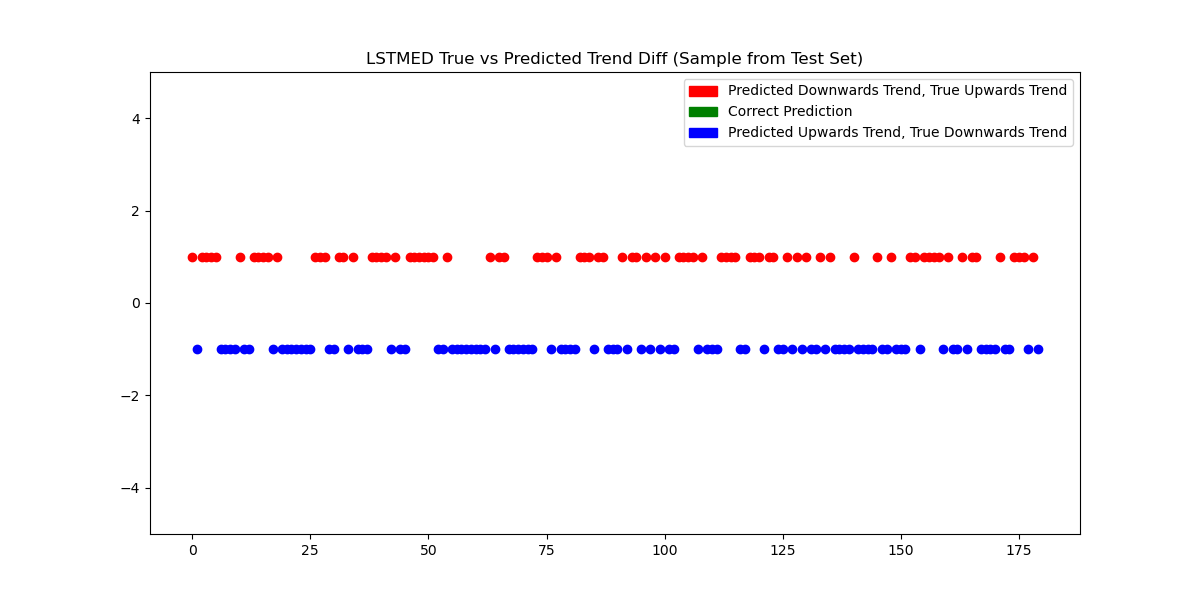 LSTMED True vs Predicted Trend Diff (Sample from Test Set)
Predicted Downwards Trend, True Upwards Trend
Correct Prediction
Predicted Upwards Trend, True Downwards Trend
4
2
0
−2
−4
0 25 50 75 100 125 150 175